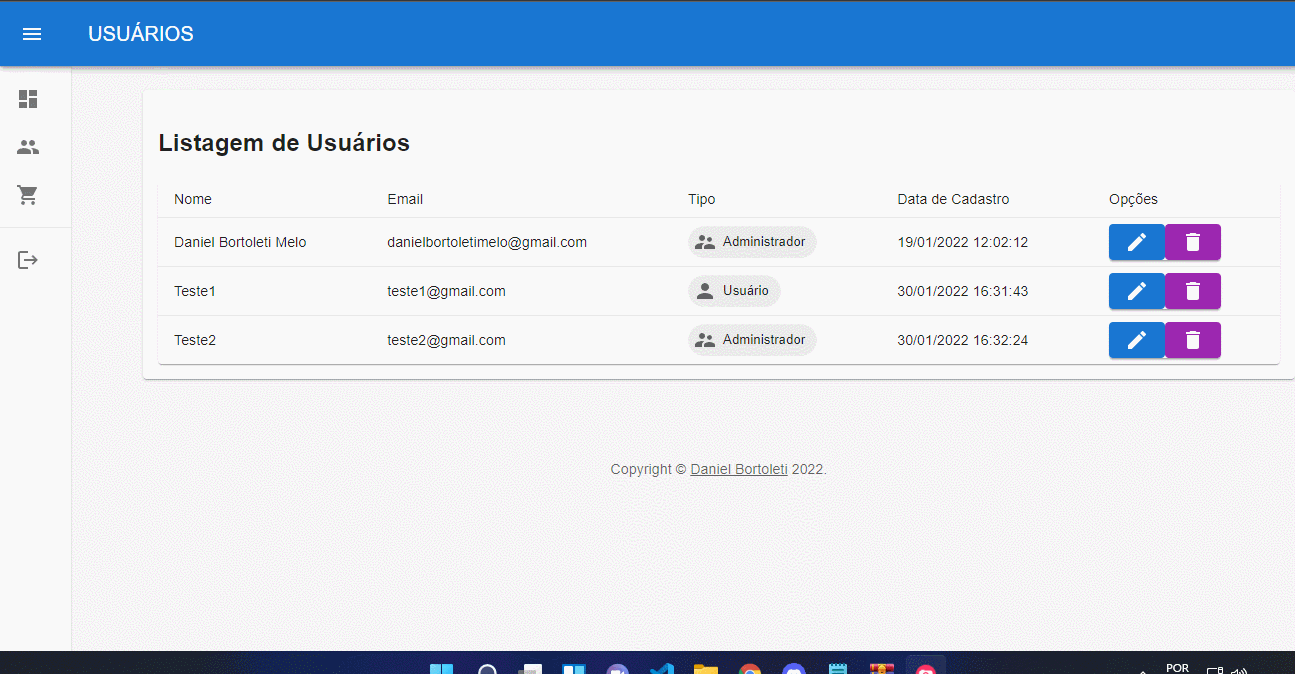 USUÁRIOS
Listagem de Usuários
Nome Email Tipo Data de Cadastro Opções
Daniel Bortoleti Melo danielbortoletimelo@gmail.com Administrador 19/01/2022 12:02:12
Teste1 teste1@gmail.com Usuário 30/01/2022 16:31:43
Teste2 teste2@gmail.com Administrador 30/01/2022 16:32:24
Copyright © Daniel Bortoleti 2022.
POR